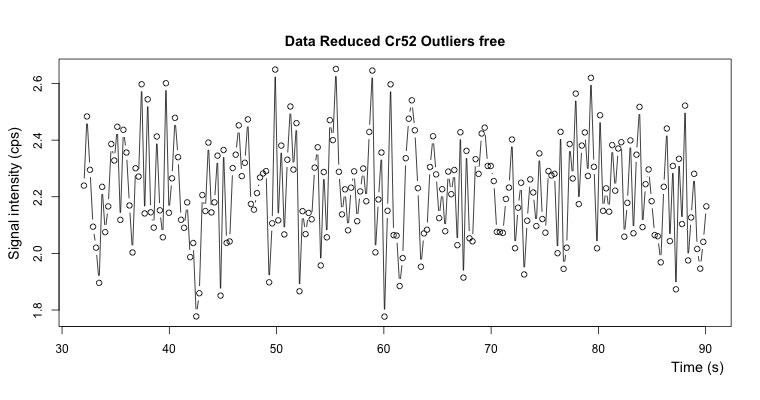 Data Reduced Cr52 Outliers free
Signal intensity (cps)
2.6
2.4
2.2
2.0
1.8
30 40 50 60 70 80 90
Time (s)